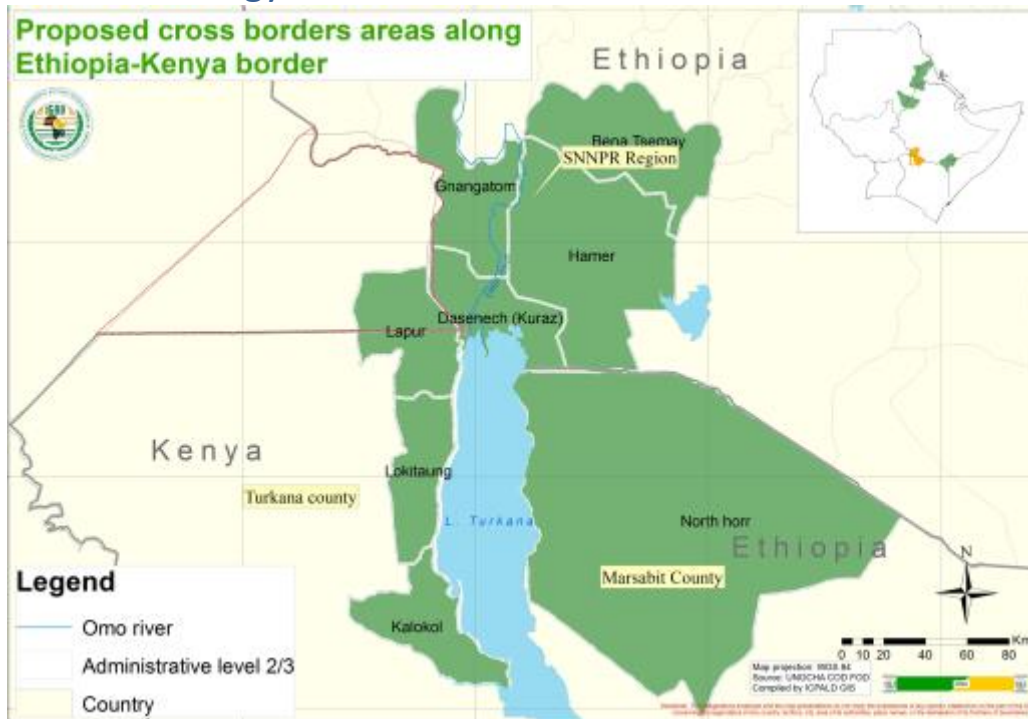 Proposed cross borders areas along
Ethiopia-Kenya border
Ethiopia
Bena Tsemay
SNNPR Region
Gnangatom
Hamer
Dasenech (Kuraz)
Lapur
Kenya
Lokitaung
Turkana county
L. Turkana
North horr
Ethiopia
Marsabit County
Kalokol
N
Legend
Omo river
Administrative level 2/3
Country
Km
0 10 20 40 60 80
Map projection: WGS 84
Source: UNOCHA COD FOD
Compiled by ICPALD GIS